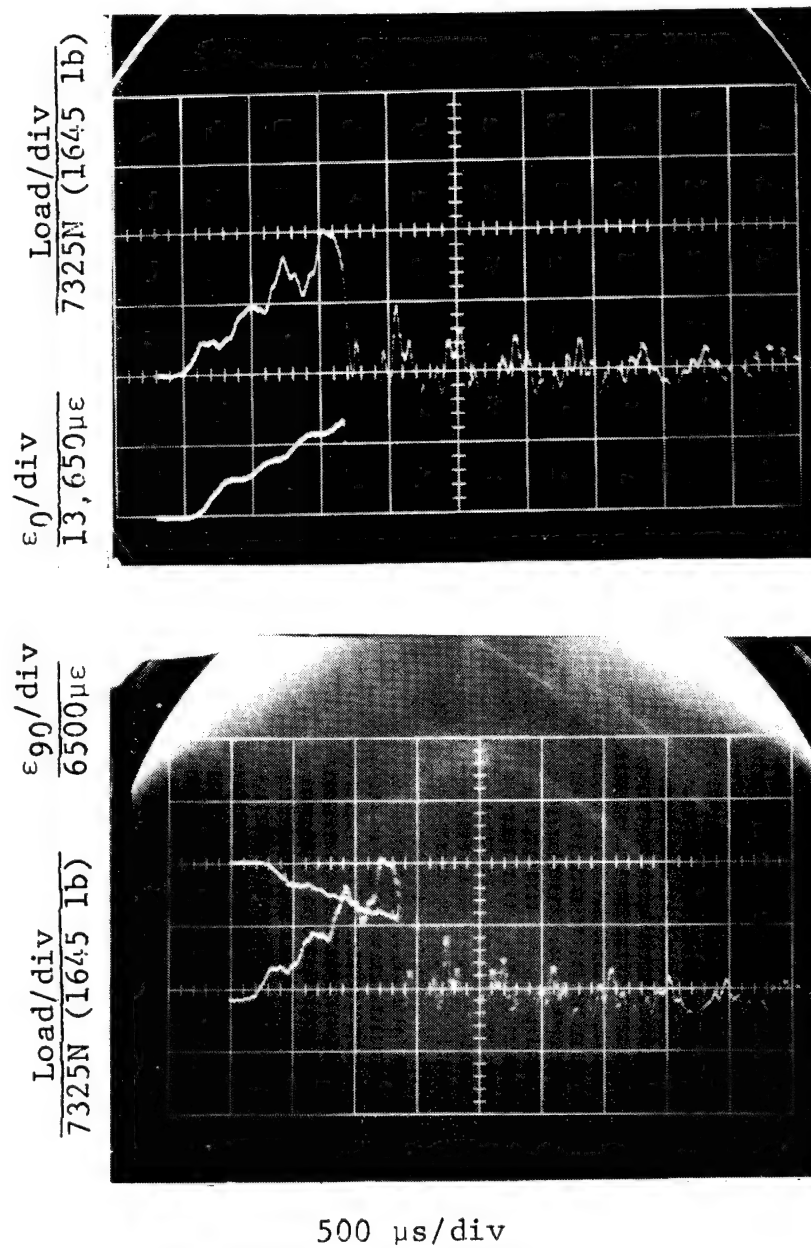 Load/div
7325N (1645 lb)
ε0/div
13,650με
ε90/div
6500με
Load/div
7325N (1645 lb)
500 μs/div